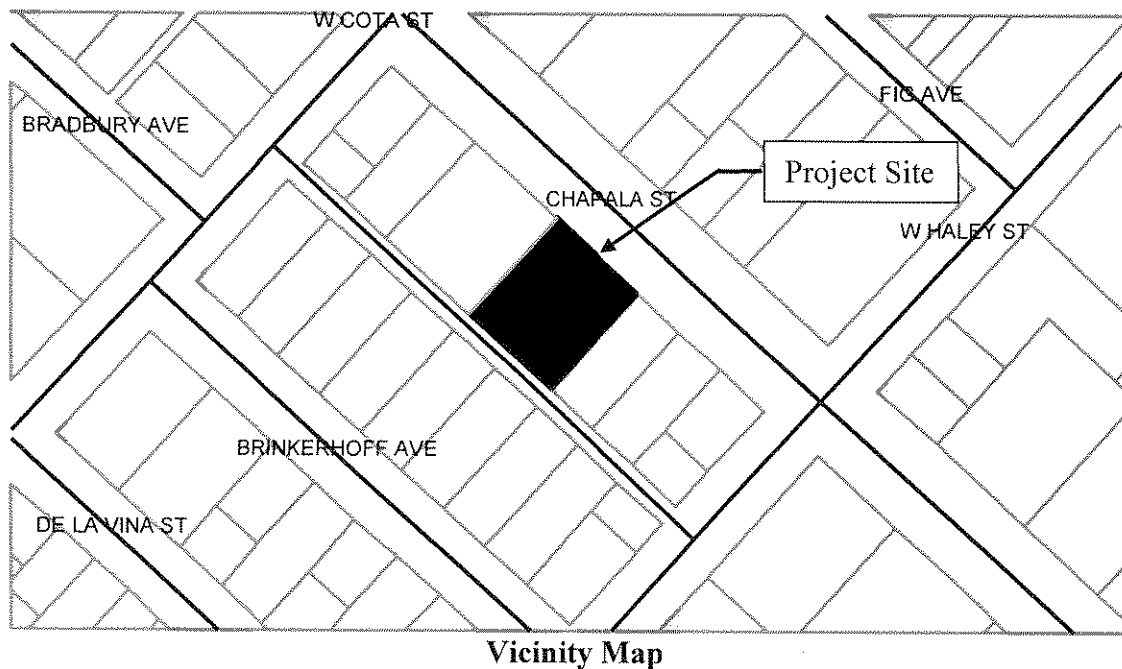 W COTA ST
BRADBURY AVE
FIG AVE
Project Site
CHAPALA ST
W HALEY ST
BRINKERHOFF AVE
DE LA VINA ST
Vicinity Map